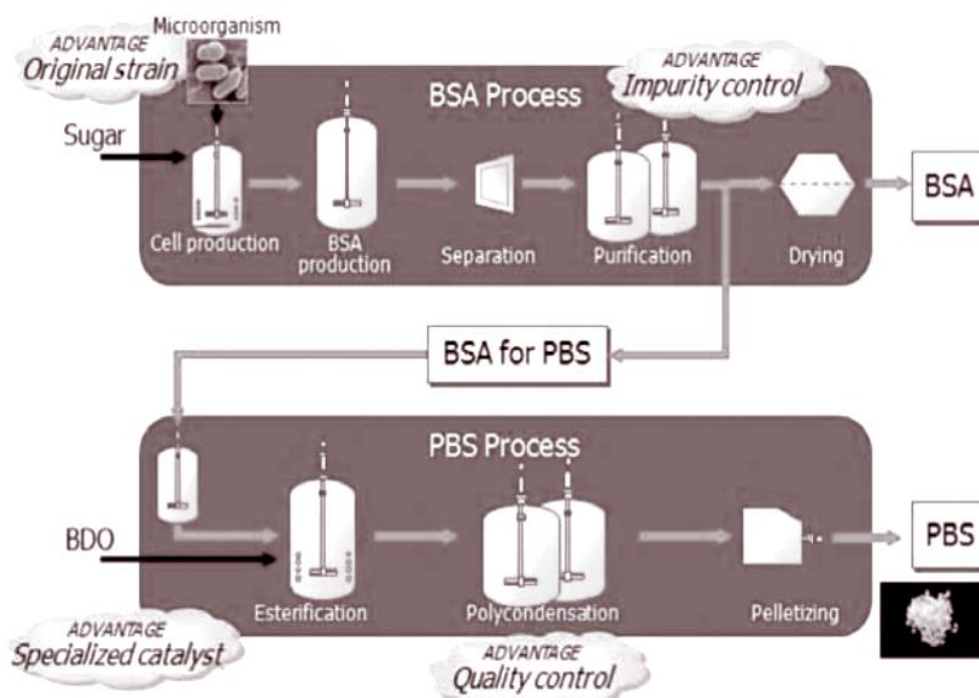 Microorganism
ADVANTAGE
Original strain
ADVANTAGE
Impurity control
BSA Process
Sugar
BSA
Cell production
BSA
production
Separation
Purification
Drying
BSA for PBS
PBS Process
BDO
PBS
Esterification
Polycondensation
Pelletizing
ADVANTAGE
Specialized catalyst
ADVANTAGE
Quality control